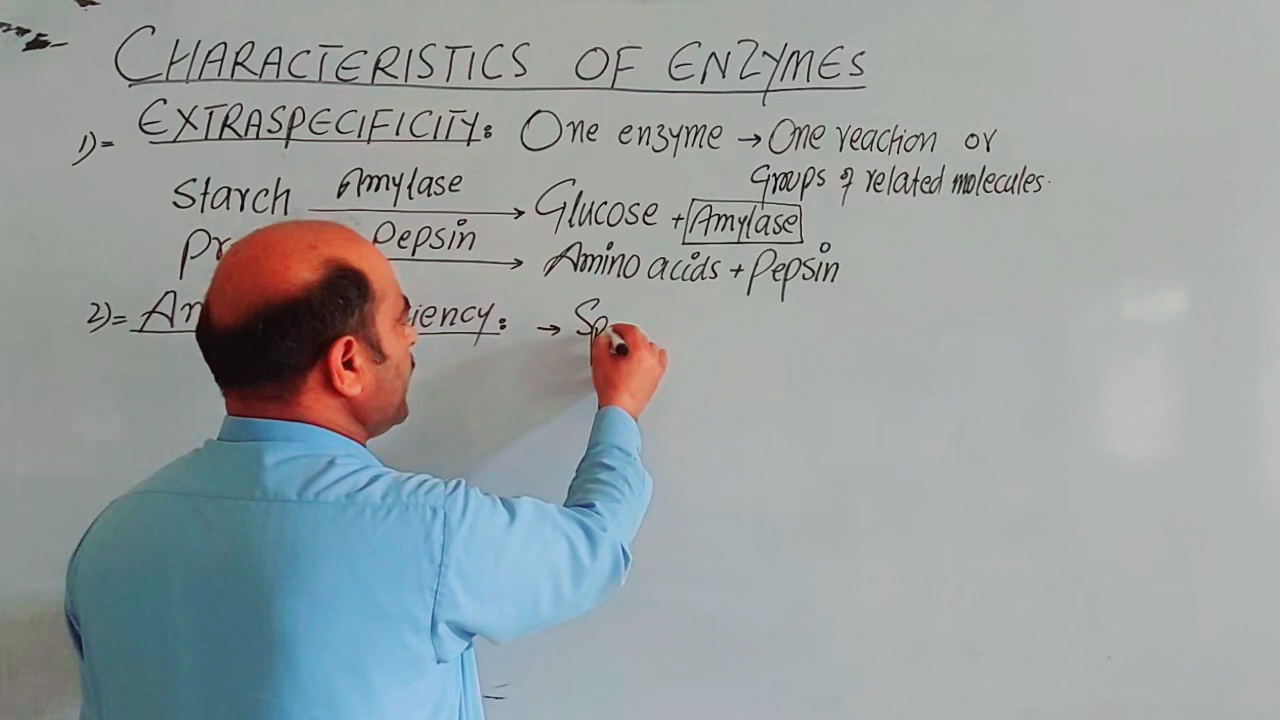 CHARACTERISTICS OF ENZYMES
1)= EXTRASPECIFICITY: One enzyme → One reaction or
Groups of related molecules.
Starch Amylase → Glucose + Amylase
Pepsin → Amino acids + Pepsin
2)= → Sp